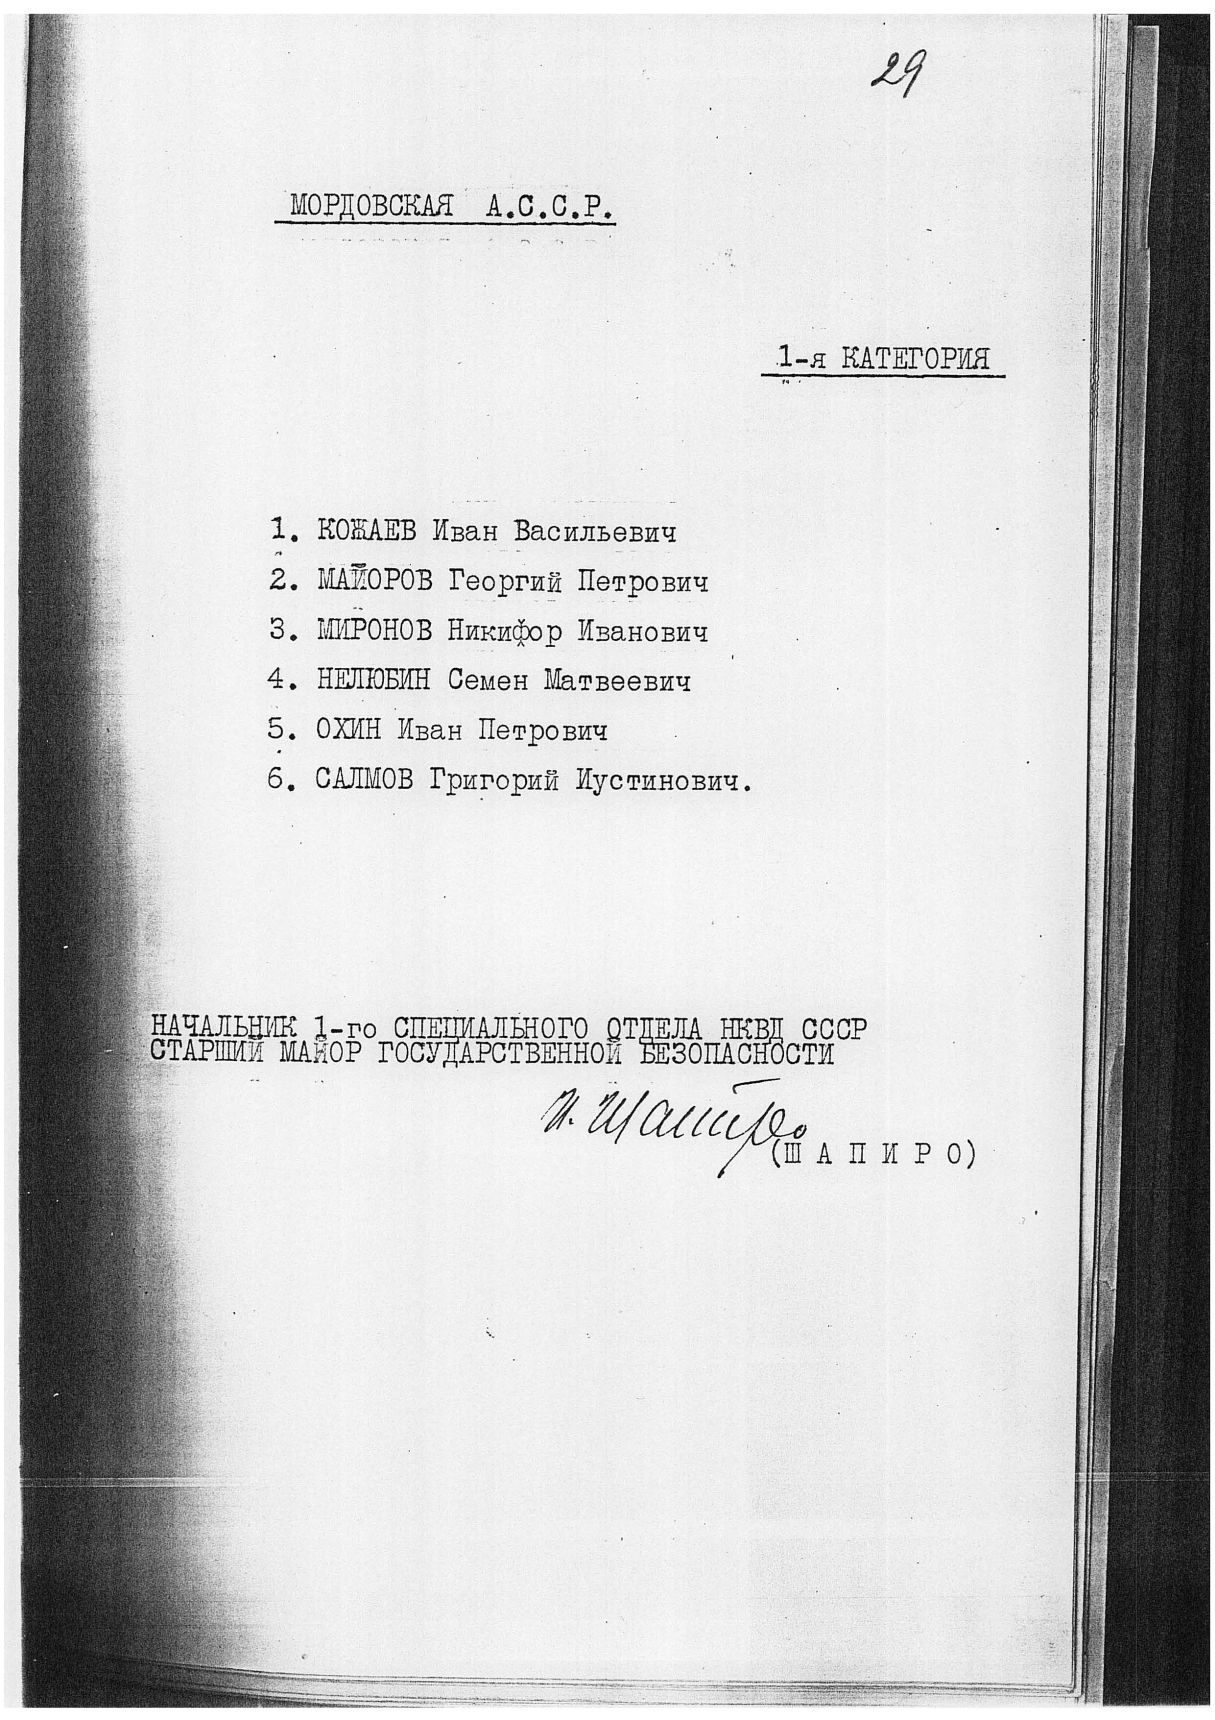 29
МОРДОВСКАЯ А.С.С.Р.
1-я КАТЕГОРИЯ
1. КОЖАЕВ Иван Васильевич
2. МАЙОРОВ Георгий Петрович
3. МИРОНОВ Никифор Иванович
4. НЕЛЮБИН Семен Матвеевич
5. ОХИН Иван Петрович
6. САЛМОВ Григорий Иустинович.
НАЧАЛЬНИК 1-го СПЕЦИАЛЬНОГО ОТДЕЛА НКВД СССР
СТАРШИЙ МАЙОР ГОСУДАРСТВЕННОЙ БЕЗОПАСНОСТИ
И. Шапиро
(Ш А П И Р О)